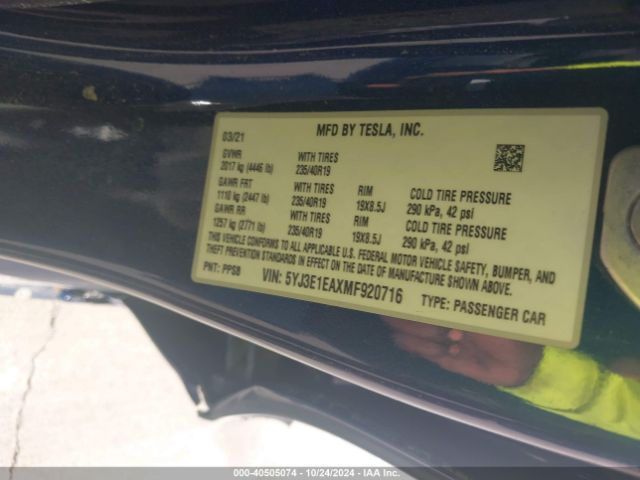 MFD BY TESLA, INC.
03/21
GVWR
2017 kg (4446 lb)
WITH TIRES
235/40R19
GAWR FRT
1110 kg (2447 lb)
WITH TIRES
235/40R19
RIM
19X8.5J
COLD TIRE PRESSURE
290 kPa, 42 psi
GAWR RR
1257 kg (2771 lb)
WITH TIRES
235/40R19
RIM
19X8.5J
COLD TIRE PRESSURE
290 kPa, 42 psi
THIS VEHICLE CONFORMS TO ALL APPLICABLE U.S. FEDERAL MOTOR VEHICLE SAFETY, BUMPER, AND
THEFT PREVENTION STANDARDS IN EFFECT ON THE DATE OF MANUFACTURE SHOWN ABOVE.
PNT: PPSB
VIN: 5YJ3E1EAXMF920716
TYPE: PASSENGER CAR
000-40505074 - 10/24/2024 - IAA Inc.